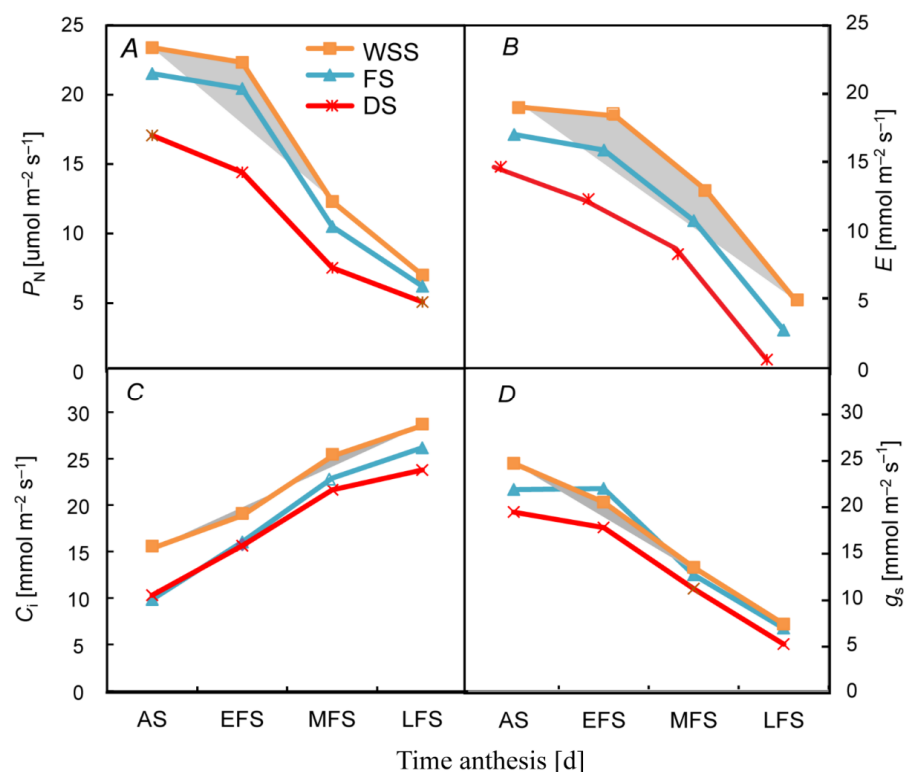 A
WSS
FS
DS
25
20
15
10
5
0
P_N [umol m⁻² s⁻¹]
B
25
20
15
10
5
0
E [mmol m⁻² s⁻¹]
C
30
25
20
15
10
5
0
C_i [mmol m⁻² s⁻¹]
D
30
25
20
15
10
5
0
g_s [mmol m⁻² s⁻¹]
AS EFS MFS LFS AS EFS MFS LFS
Time anthesis [d]